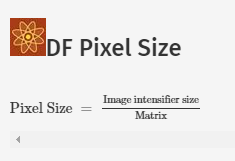 DF Pixel Size
Pixel Size = Image intensifier size / Matrix